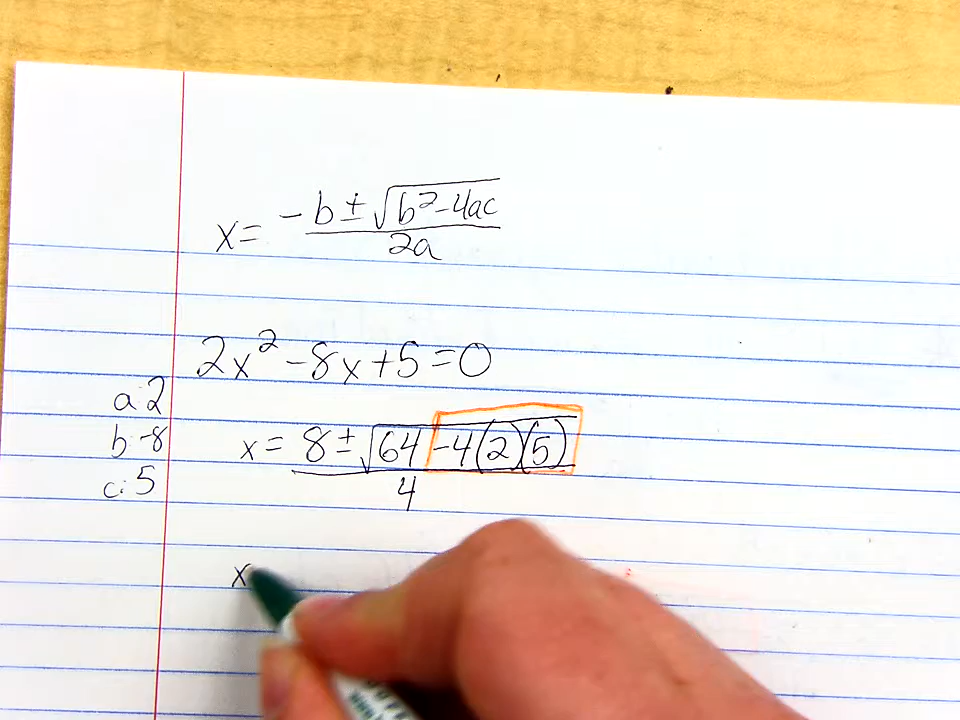 x = -b ± √b² - 4ac
2a
2x² - 8x + 5 = 0
a: 2
b: -8
c: 5
x = 8 ± √64 - 4(2)(5)
4
x